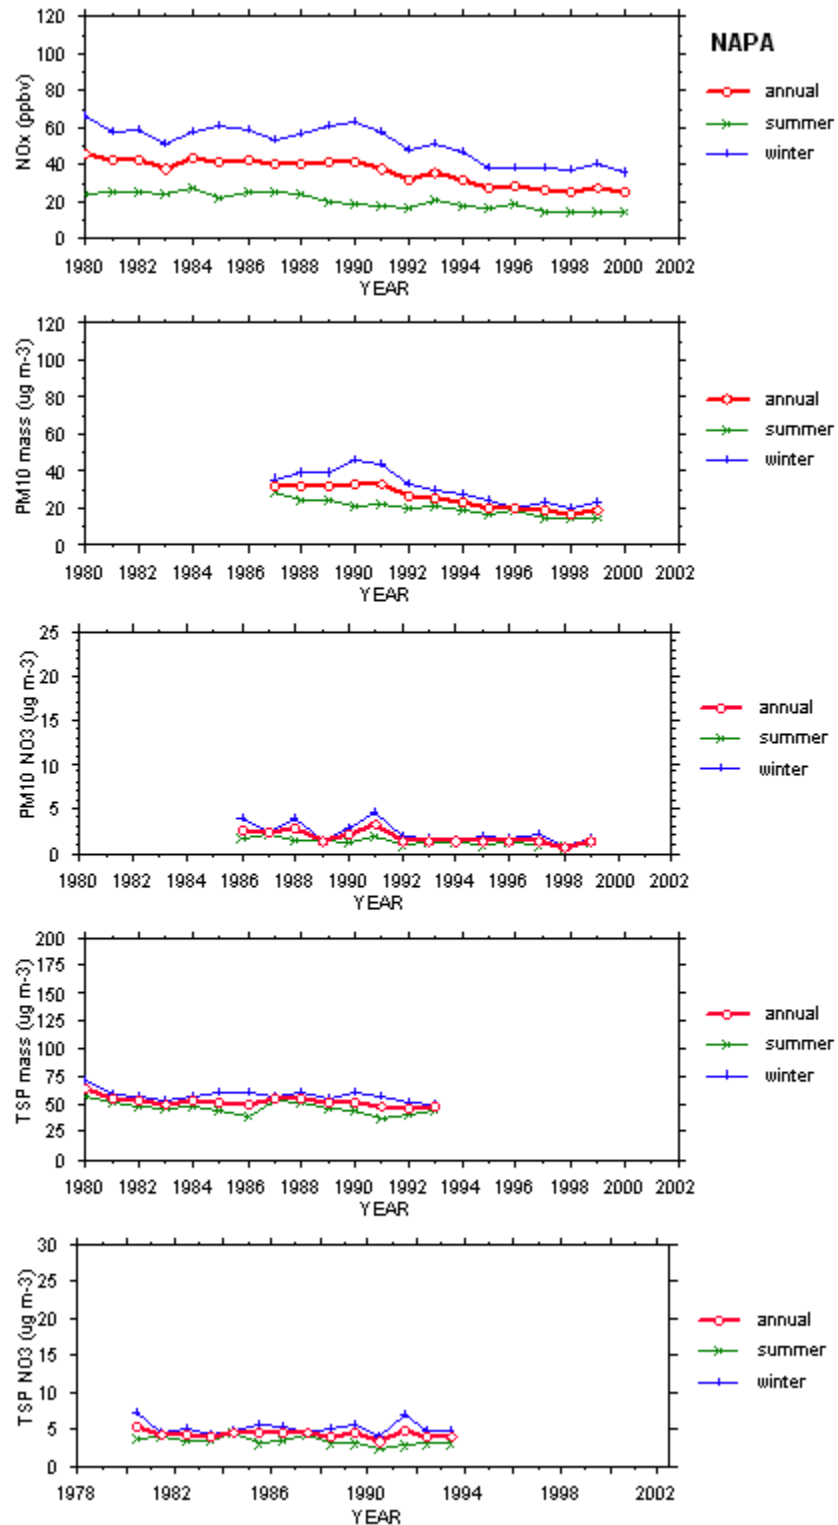 NAPA
120
100
80
60
40
20
0
NOx (ppbv)
1980 1982 1984 1986 1988 1990 1992 1994 1996 1998 2000 2002
YEAR
annual
summer
winter
120
100
80
60
40
20
0
PM10 mass (ug m-3)
1980 1982 1984 1986 1988 1990 1992 1994 1996 1998 2000 2002
YEAR
annual
summer
winter
25
20
15
10
5
0
PM10 NO3 (ug m-3)
1980 1982 1984 1986 1988 1990 1992 1994 1996 1998 2000 2002
YEAR
annual
summer
winter
200
175
150
125
100
75
50
25
0
TSP mass (ug m-3)
1980 1982 1984 1986 1988 1990 1992 1994 1996 1998 2000 2002
YEAR
annual
summer
winter
30
25
20
15
10
5
0
TSP NO3 (ug m-3)
1978 1982 1986 1990 1994 1998 2002
YEAR
annual
summer
winter